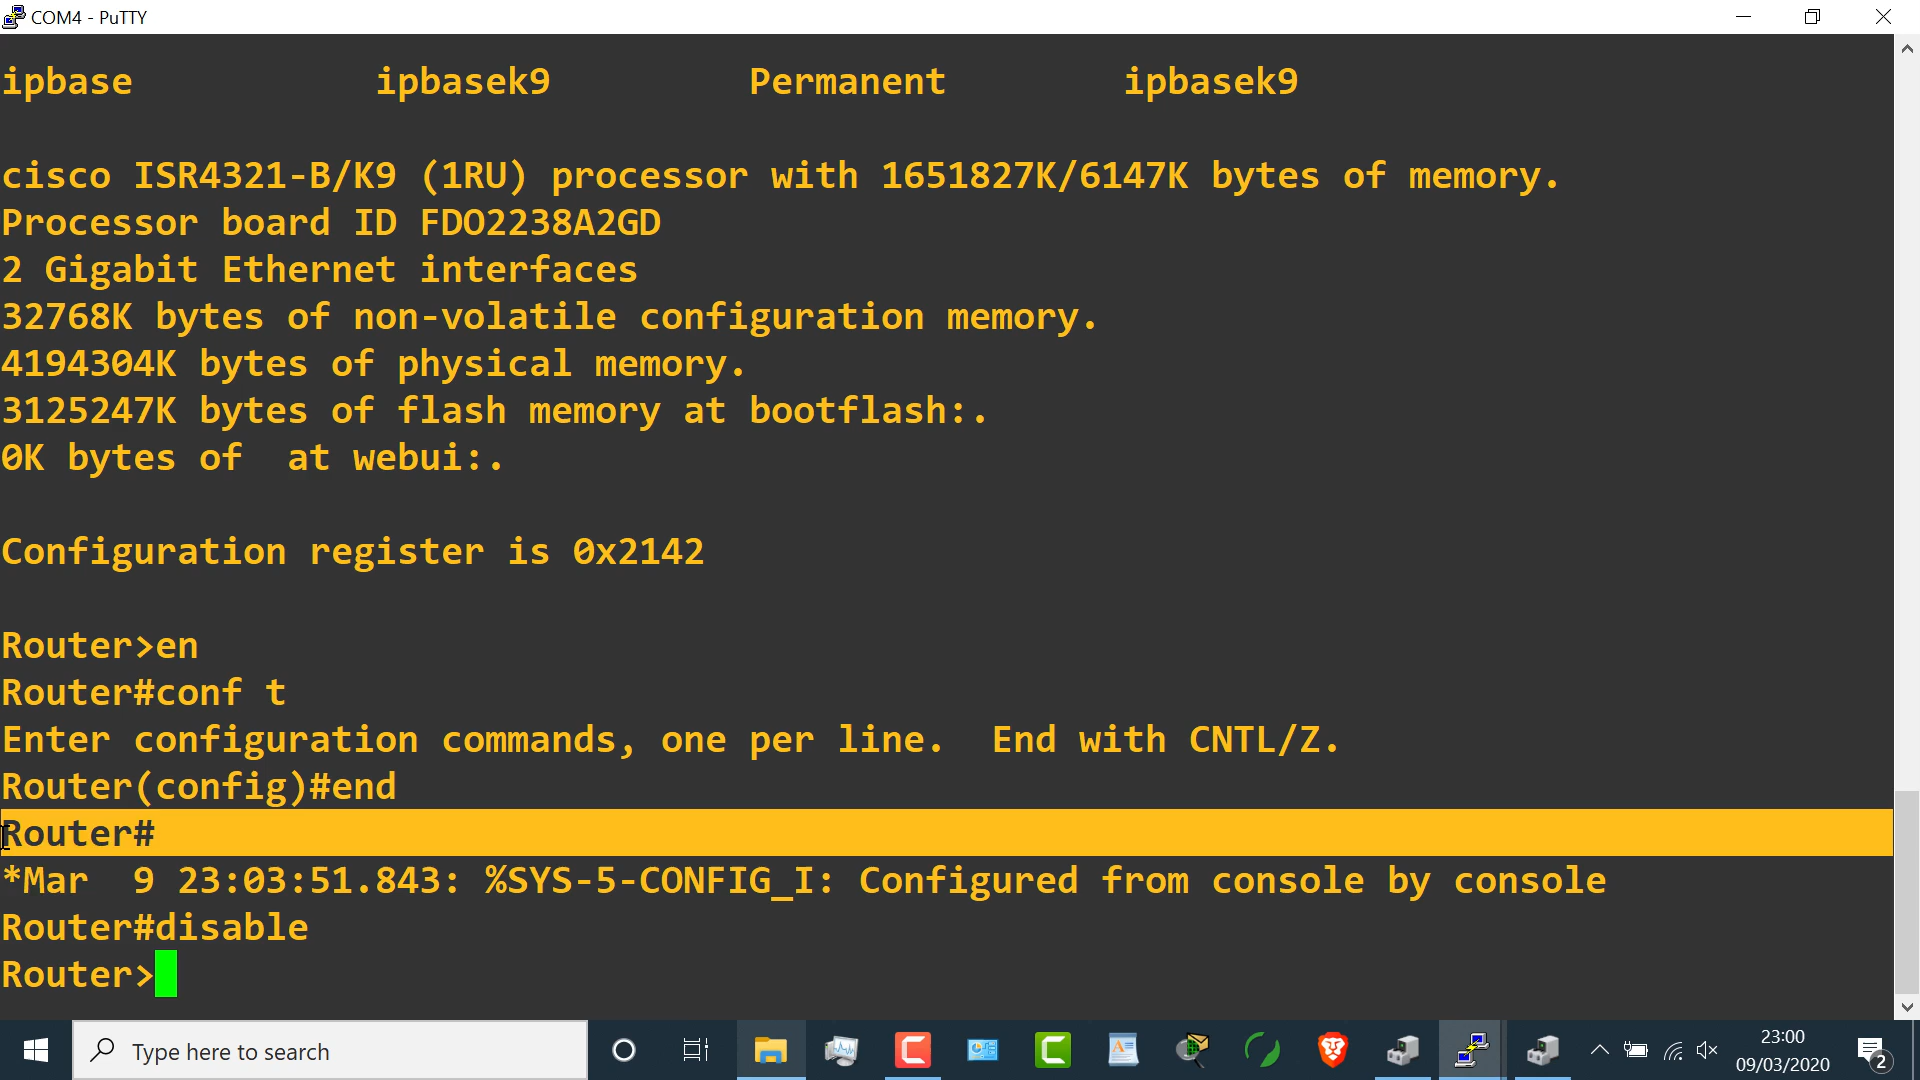 COM4 - PuTTY
ipbase ipbasek9 Permanent ipbasek9
cisco ISR4321-B/K9 (1RU) processor with 1651827K/6147K bytes of memory.
Processor board ID FDO2238A2GD
2 Gigabit Ethernet interfaces
32768K bytes of non-volatile configuration memory.
4194304K bytes of physical memory.
3125247K bytes of flash memory at bootflash:.
0K bytes of  at webui:.
Configuration register is 0x2142
Router>en
Router#conf t
Enter configuration commands, one per line.  End with CNTL/Z.
Router(config)#end
Router#
*Mar  9 23:03:51.843: %SYS-5-CONFIG_I: Configured from console by console
Router#disable
Router>
Type here to search
23:00
09/03/2020
2